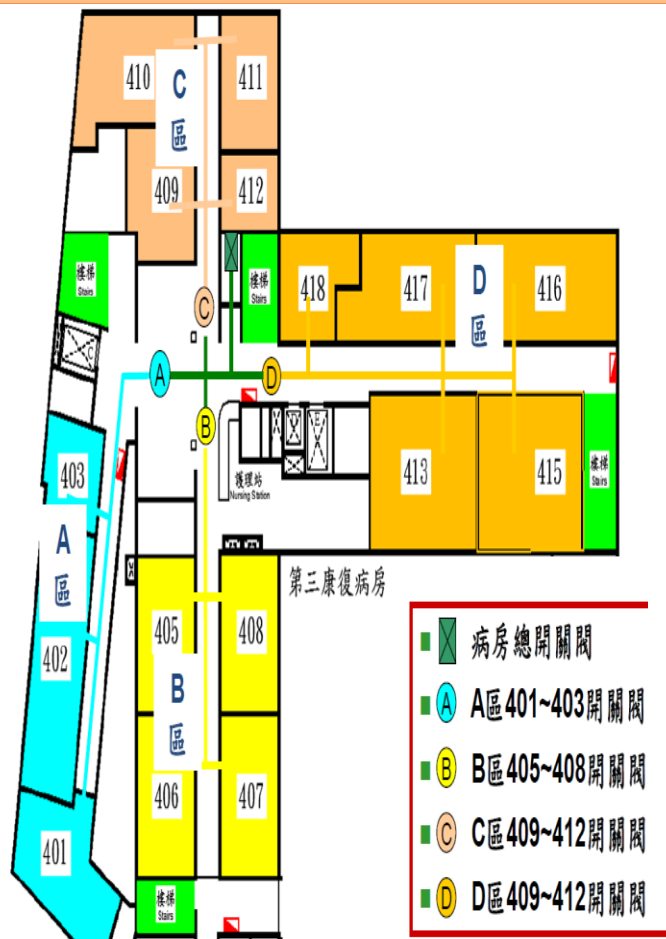 410
411
C
區
409
412
樓梯
Stairs
樓梯
Stairs
418
417
D
區
416
C
C
A
D
B
E
403
護理站
Nursing Station
413
415
樓梯
Stairs
A
區
第三康復病房
402
405
408
B
區
406
407
401
樓梯
Stairs
病房總開關閥
A A區401~403開關閥
B B區405~408開關閥
C C區409~412開關閥
D D區409~412開關閥